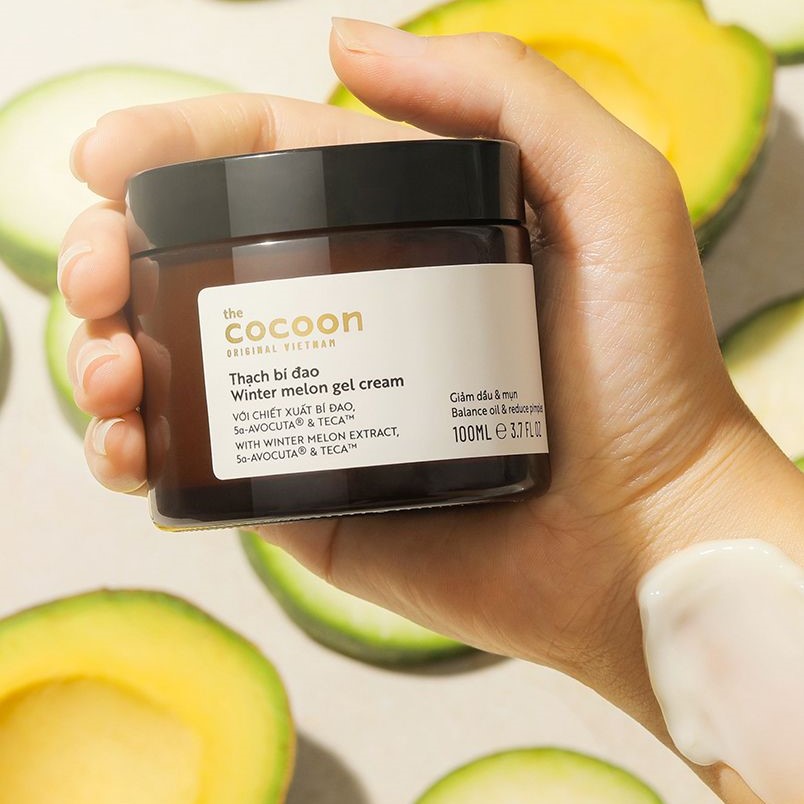 the
cocoon
ORIGINAL VIETNAM
Thạch bí đao
Winter melon gel cream
VỚI CHIẾT XUẤT BÍ ĐAO,
5α-AVOCUTA® & TECA™
WITH WINTER MELON EXTRACT,
5α-AVOCUTA® & TECA™
Giảm dầu & mụn
Balance oil & reduce pimples
100ML ℮ 3.7 FL OZ